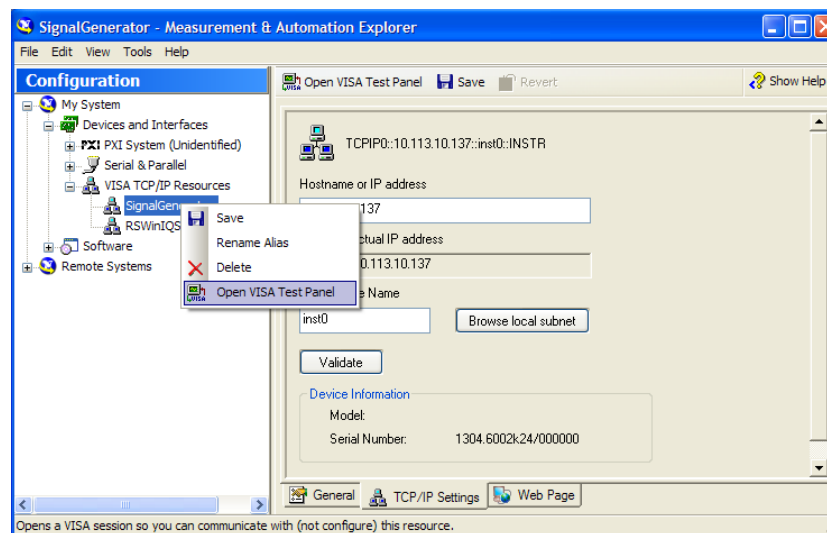 SignalGenerator - Measurement & Automation Explorer
File Edit View Tools Help
Configuration
My System
Devices and Interfaces
PXI PXI System (Unidentified)
Serial & Parallel
VISA TCP/IP Resources
SignalGen
RSWinIQS
Software
Remote Systems
Save
Rename Alias
Delete
Open VISA Test Panel
Open VISA Test Panel Save Revert Show Help
TCPIP0::10.113.10.137::inst0::INSTR
Hostname or IP address
137
IP address
0.113.10.137
Name
inst0
Browse local subnet
Validate
Device Information
Model:
Serial Number: 1304.6002k24/000000
General TCP/IP Settings Web Page
Opens a VISA session so you can communicate with (not configure) this resource.